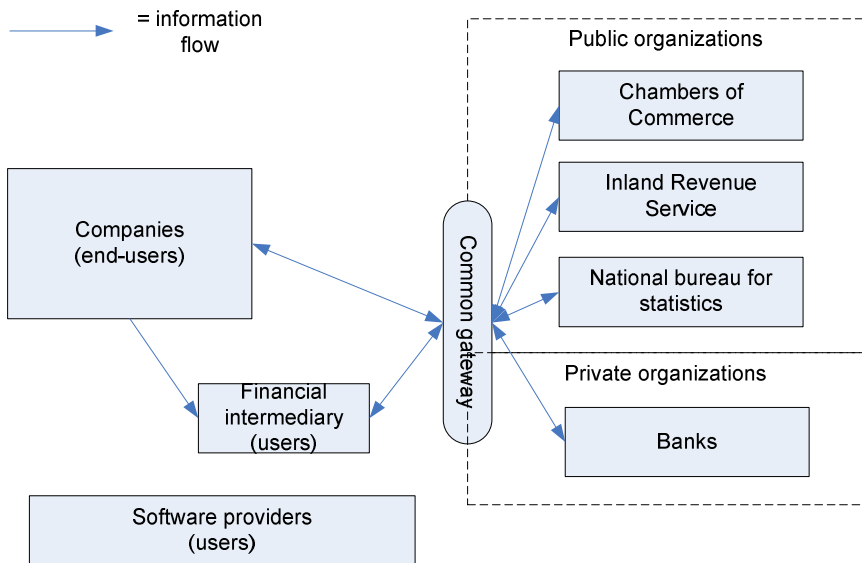 = information
flow
Public organizations
Chambers of
Commerce
Inland Revenue
Service
National bureau for
statistics
Common gateway
Companies
(end-users)
Private organizations
Banks
Financial
intermediary
(users)
Software providers
(users)